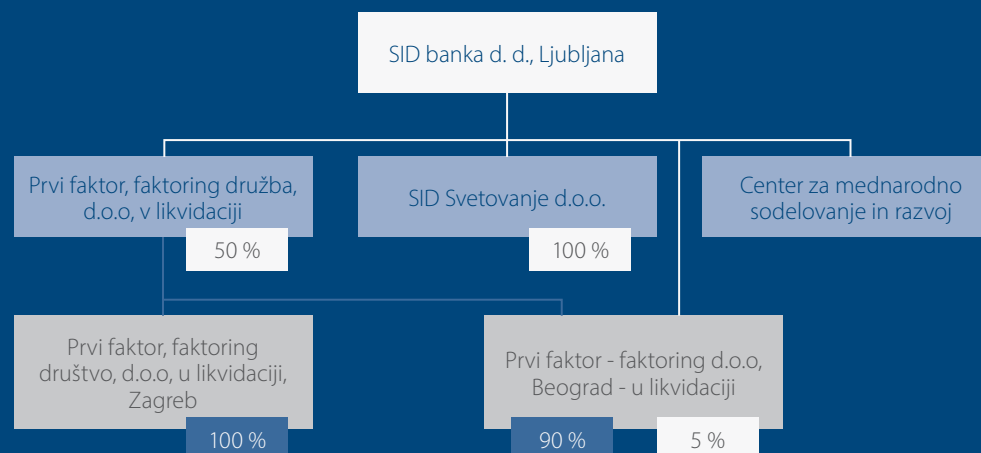 SID banka d. d., Ljubljana
Prvi faktor, faktoring družba,
d.o.o, v likvidaciji
50 %
SID Svetovanje d.o.o.
100 %
Center za mednarodno
sodelovanje in razvoj
Prvi faktor, faktoring
društvo, d.o.o, u likvidaciji,
Zagreb
100 %
Prvi faktor - faktoring d.o.o,
Beograd - u likvidaciji
90 %
5 %